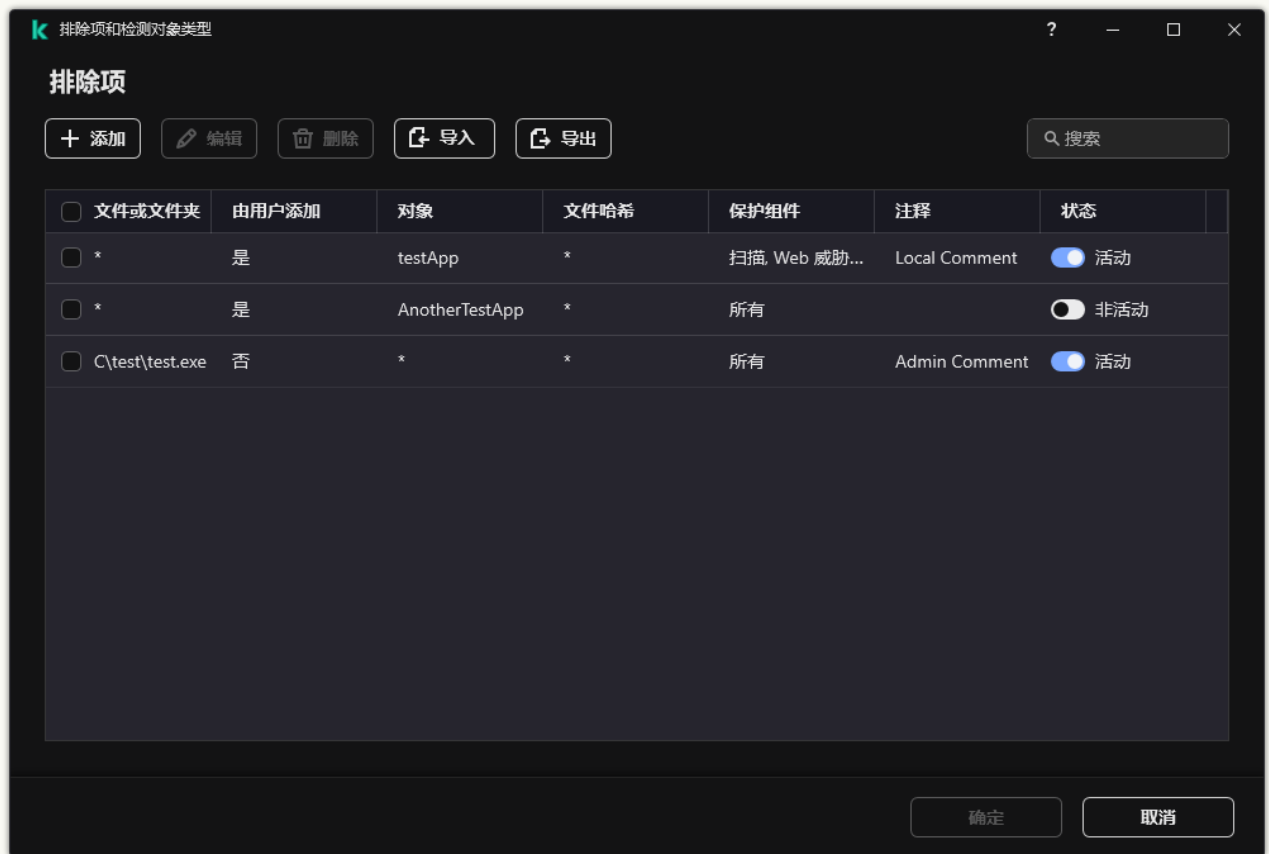 排除项和检测对象类型
?
排除项
添加 编辑 删除 导入 导出 搜索
文件或文件夹 由用户添加 对象 文件哈希 保护组件 注释 状态
* 是 testApp * 扫描, Web 威胁... Local Comment 活动
* 是 AnotherTestApp * 所有 非活动
C\test\test.exe 否 * * 所有 Admin Comment 活动
确定 取消